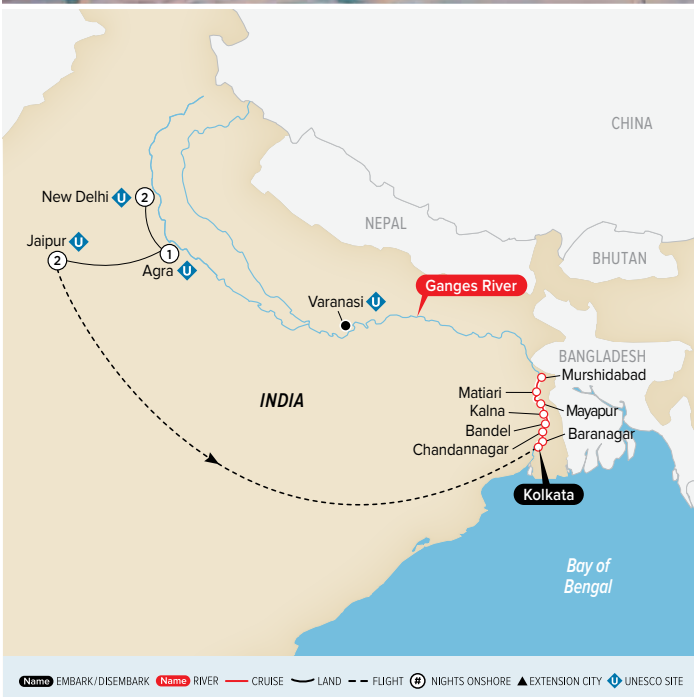 CHINA
New Delhi U 2
NEPAL
Jaipur U
2
1
Agra U
BHUTAN
Ganges River
Varanasi U
BANGLADESH
Murshidabad
Matiari
INDIA
Kalna
Mayapur
Bandel
Baranagar
Chandannagar
Kolkata
Bay of
Bengal
Name EMBARK/DISEMBARK Name RIVER CRUISE LAND FLIGHT # NIGHTS ONSHORE EXTENSION CITY U UNESCO SITE